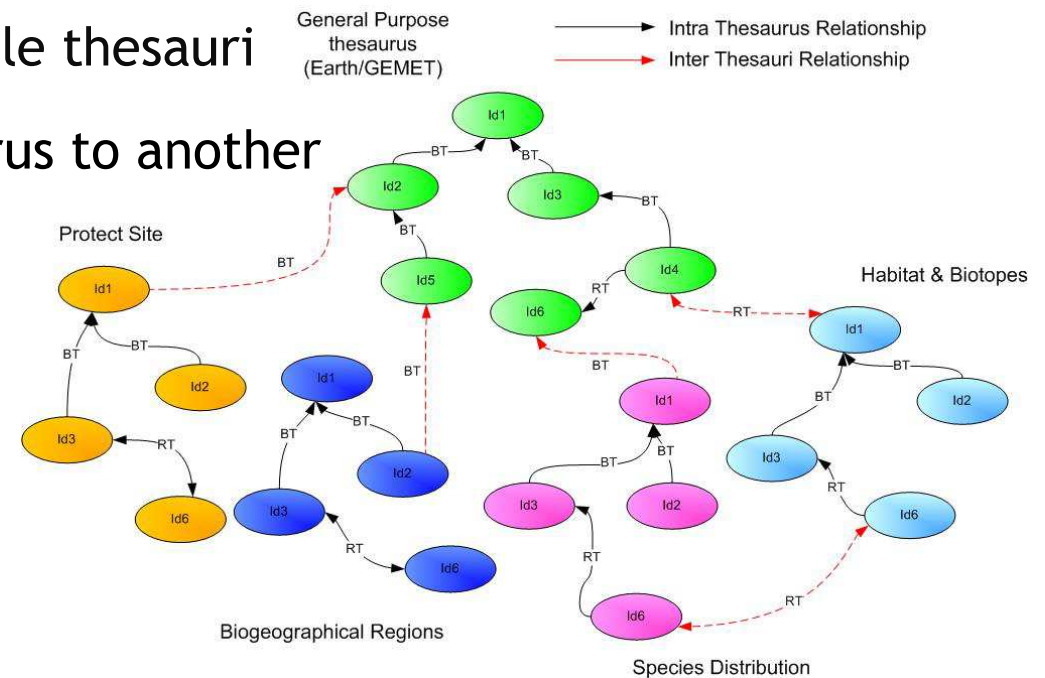 le thesauri
rus to another
General Purpose
thesaurus
(Earth/GEMET)
Intra Thesaurus Relationship
Inter Thesauri Relationship
Id1
BT
BT
Id2
Id3
BT
BT
Id5
Id4
RT
Id6
Protect Site
BT
Id1
BT
BT
Id2
Id3
RT
Id6
BT
Id1
BT
BT
Id2
Id3
RT
Id6
Biogeographical Regions
BT
Id1
BT
BT
Id3
Id2
RT
Id6
Species Distribution
RT
Habitat & Biotopes
Id1
BT
BT
Id2
Id3
RT
Id6
RT